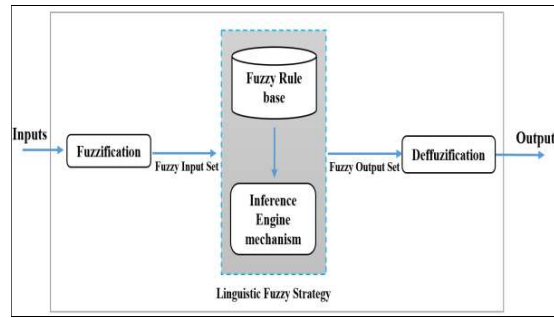 Inputs
Fuzzification
Fuzzy Input Set
Fuzzy Rule
base
Inference
Engine
mechanism
Fuzzy Output Set
Deffuzification
Output
Linguistic Fuzzy Strategy